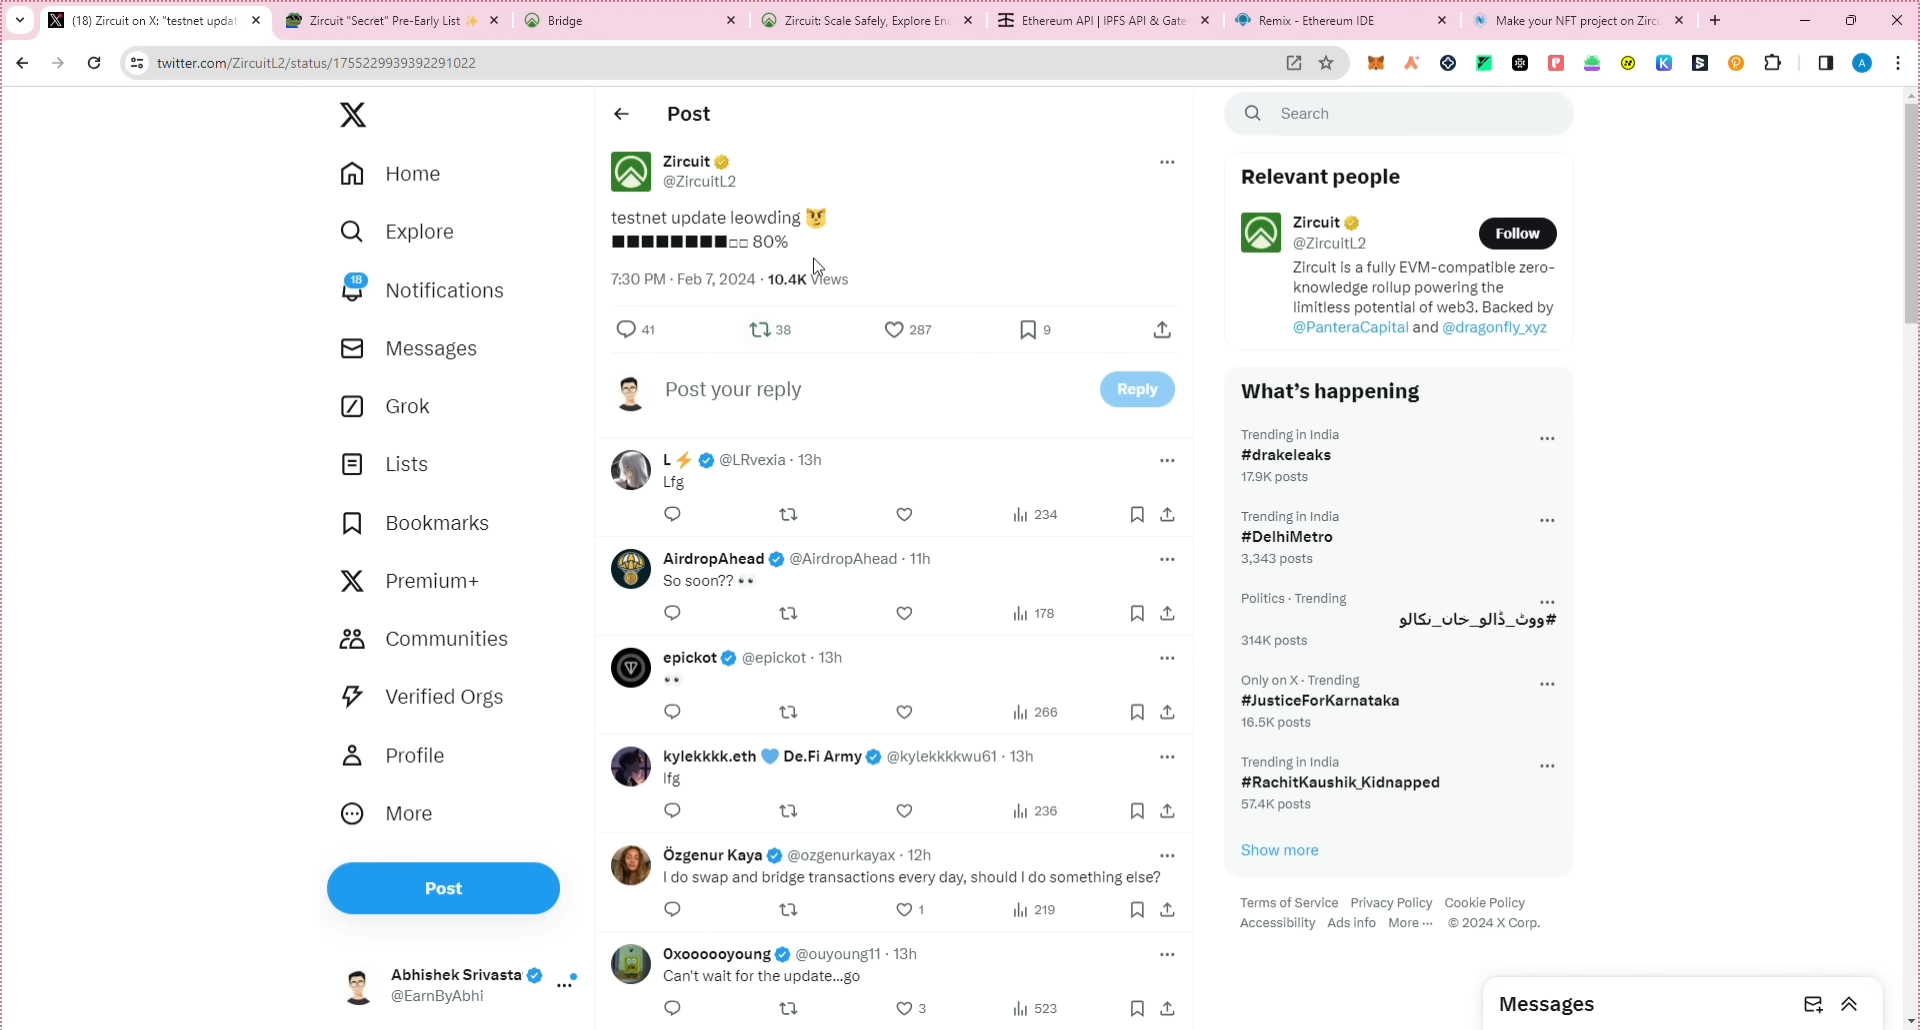 (18) Zircuit on X: "testnet updat
Zircuit "Secret" Pre-Early List ✨
Bridge
Zircuit: Scale Safely, Explore En
Ethereum API | IPFS API & Gate
Remix - Ethereum IDE
Make your NFT project on Zirc
twitter.com/ZircuitL2/status/1755229939392291022
A
Home
Explore
18
Notifications
Messages
Grok
Lists
Bookmarks
Premium+
Communities
Verified Orgs
Profile
More
Post
Abhishek Srivasta
@EarnByAbhi
Post
Zircuit
@ZircuitL2
testnet update leowding 😼
■■■■■■■■□□ 80%
7:30 PM · Feb 7, 2024 · 10.4K Views
41 38 287 9
Post your reply
Reply
L ⚡ @LRvexia · 13h
Lfg
234
AirdropAhead @AirdropAhead · 11h
So soon?? 👀
178
epickot @epickot · 13h
👀
266
kylekkkk.eth 💙 De.Fi Army @kylekkkkwu61 · 13h
lfg
236
Özgenur Kaya @ozgenurkayax · 12h
I do swap and bridge transactions every day, should I do something else?
1 219
0xoooooyoung @ouyoung11 · 13h
Can't wait for the update...go
3 523
Search
Relevant people
Zircuit
@ZircuitL2
Follow
Zircuit is a fully EVM-compatible zero-
knowledge rollup powering the
limitless potential of web3. Backed by
@PanteraCapital and @dragonfly_xyz
What's happening
Trending in India
#drakeleaks
17.9K posts
Trending in India
#DelhiMetro
3,343 posts
Politics · Trending
#ووٹ_ڈالو_خان_نکالو
314K posts
Only on X · Trending
#JusticeForKarnataka
16.5K posts
Trending in India
#RachitKaushik_Kidnapped
57.4K posts
Show more
Terms of Service Privacy Policy Cookie Policy
Accessibility Ads info More ··· © 2024 X Corp.
Messages